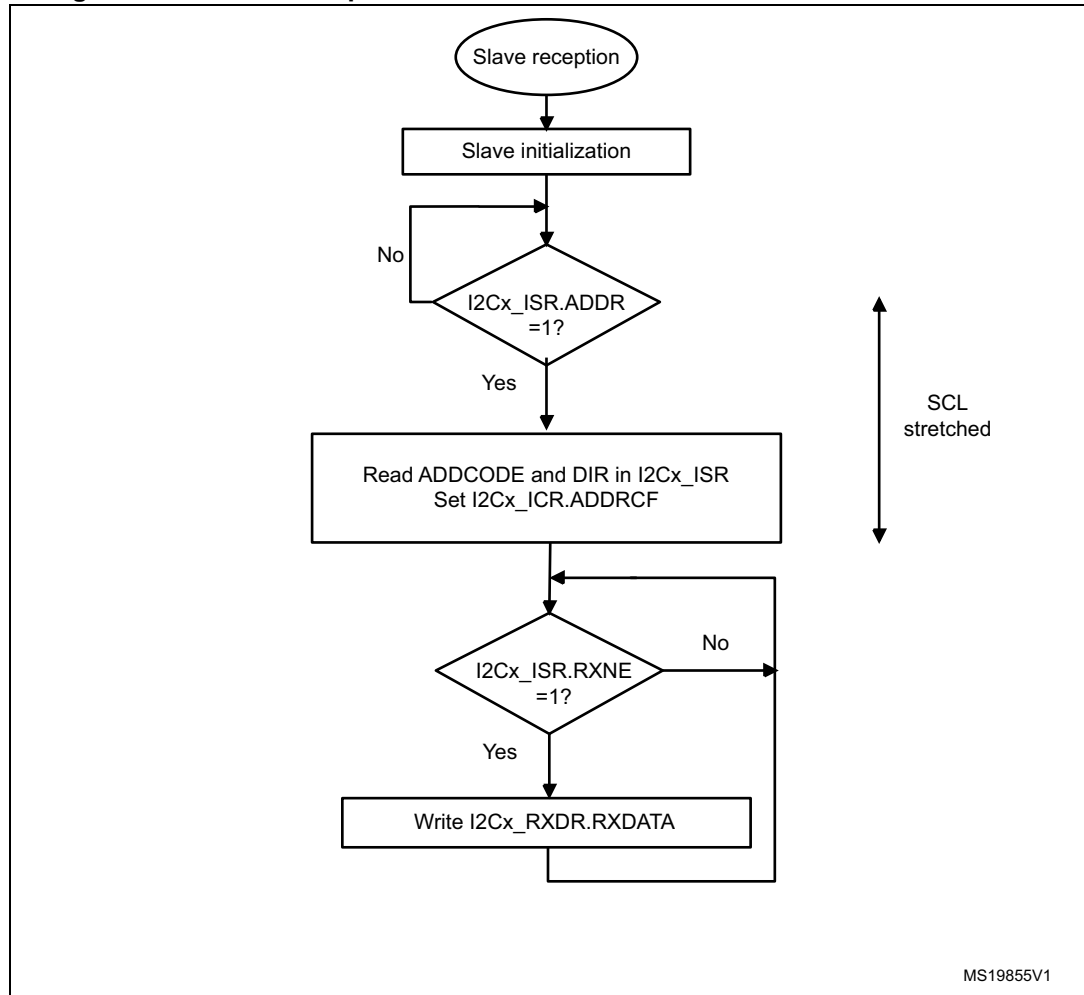 Slave reception
Slave initialization
No
I2Cx_ISR.ADDR
=1?
Yes
SCL
stretched
Read ADDCODE and DIR in I2Cx_ISR
Set I2Cx_ICR.ADDRCF
No
I2Cx_ISR.RXNE
=1?
Yes
Write I2Cx_RXDR.RXDATA
MS19855V1